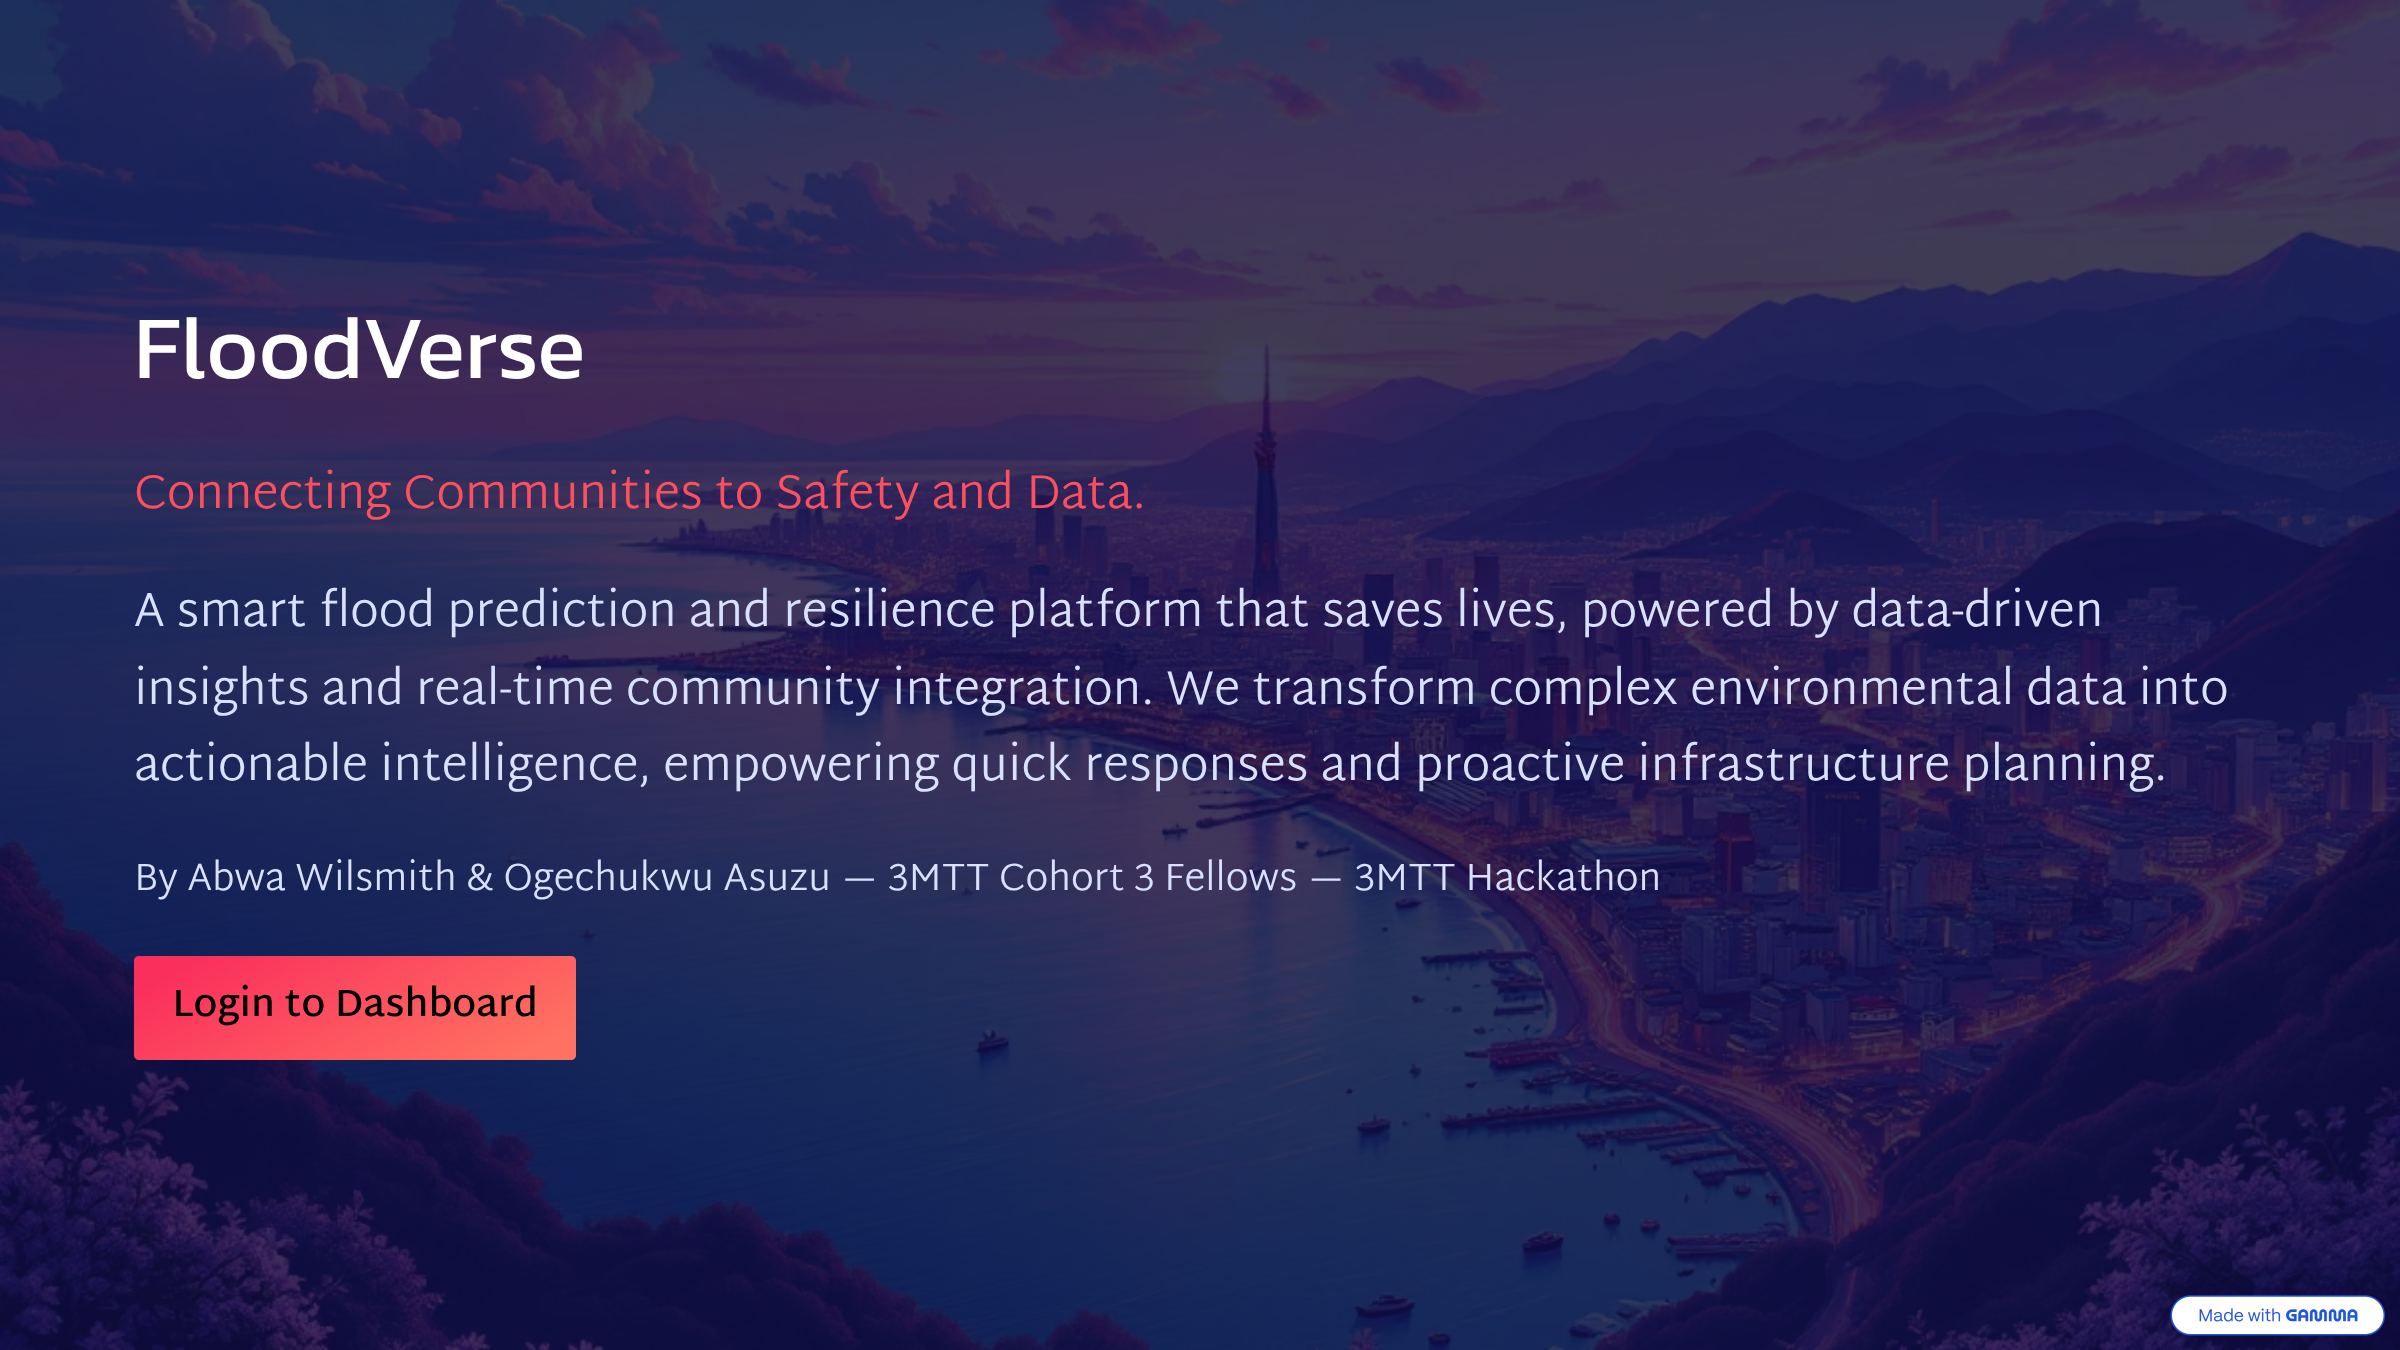 FloodVerse
Connecting Communities to Safety and Data.
A smart flood prediction and resilience platform that saves lives, powered by data-driven
insights and real-time community integration. We transform complex environmental data into
actionable intelligence, empowering quick responses and proactive infrastructure planning.
By Abwa Wilsmith & Ogechukwu Asuzu — 3MTT Cohort 3 Fellows — 3MTT Hackathon
Login to Dashboard
Made with GAMMA